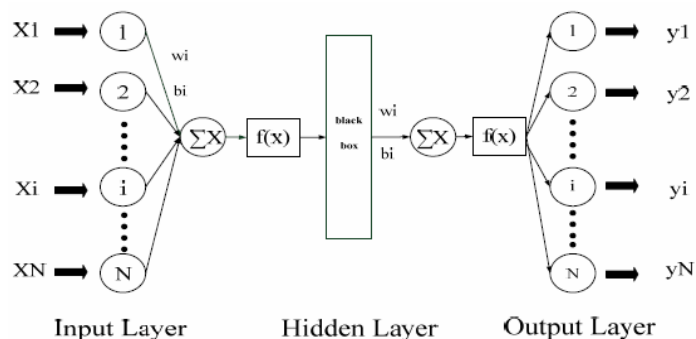 X1 1 wi 1 y1
X2 2 bi 2 y2
∑X f(x) black box wi bi ∑X f(x)
Xi i i yi
XN N N yN
Input Layer Hidden Layer Output Layer